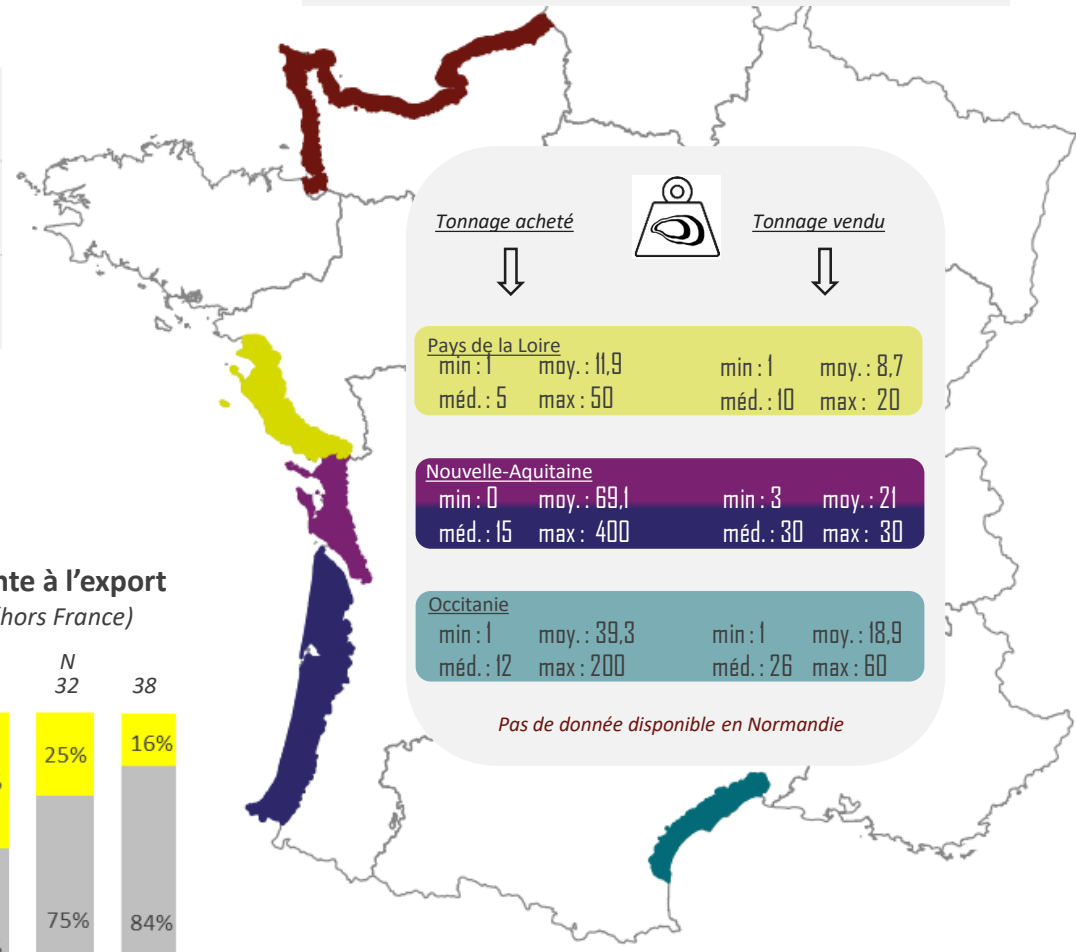 Tonnage acheté
Tonnage vendu
Pays de la Loire
min : 1 moy. : 11,9 min : 1 moy. : 8,7
méd. : 5 max : 50 méd. : 10 max : 20
Nouvelle-Aquitaine
min : 0 moy. : 69,1 min : 3 moy. : 21
méd. : 15 max : 400 méd. : 30 max : 30
Occitanie
min : 1 moy. : 39,3 min : 1 moy. : 18,9
méd. : 12 max : 200 méd. : 26 max : 60
Pas de donnée disponible en Normandie
nte à l'export
hors France)
N
32 38
25% 16%
75% 84%